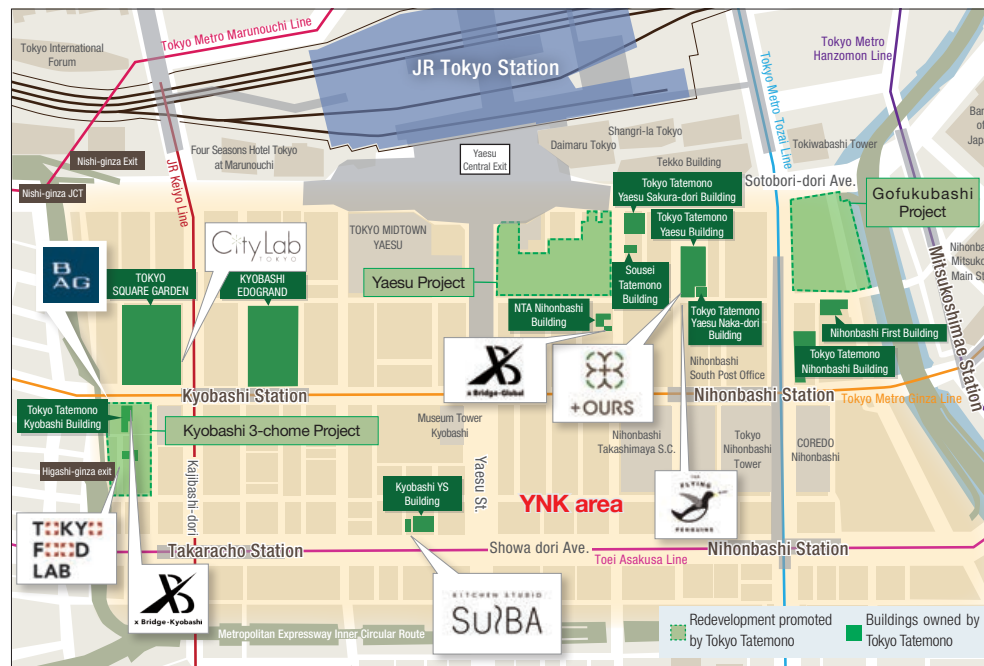 Tokyo International
Forum
Tokyo Metro Marunouchi Line
JR Tokyo Station
Tokyo Metro
Hanzomon Line
Tokyo Metro Tozai Line
JR Keiyo Line
Nishi-ginza Exit
Nishi-ginza JCT
Four Seasons Hotel Tokyo
at Marunouchi
Yaesu
Central Exit
Shangri-la Tokyo
Daimaru Tokyo
Tekko Building
Tokiwabashi Tower
Sotobori-dori Ave.
Gofukubashi
Project
Mitsukoshimae Station
BAG
CityLab
TOKYO
TOKYO
SQUARE GARDEN
KYOBASHI
EDOGRAND
TOKYO MIDTOWN
YAESU
Yaesu Project
Tokyo Tatemono
Yaesu Sakura-dori Building
Tokyo Tatemono
Yaesu Building
Sousei
Tatemono
Building
NTA Nihonbashi
Building
Tokyo Tatemono
Yaesu Naka-dori
Building
Nihonbashi First Building
Tokyo Tatemono
Nihonbashi Building
x Bridge-Global
+OURS
Nihonbashi
South Post Office
Kyobashi Station
Nihonbashi Station
Tokyo Metro Ginza Line
Tokyo Tatemono
Kyobashi Building
Kyobashi 3-chome Project
Higashi-ginza exit
Kajibashi-dori
Museum Tower
Kyobashi
Yaesu St.
Nihonbashi
Takashimaya S.C.
Tokyo
Nihonbashi
Tower
COREDO
Nihonbashi
Kyobashi YS
Building
YNK area
THE
FLYING
PENGUINS
TOKYO
FOOD
LAB
Takaracho Station
Showa dori Ave.
Nihonbashi Station
Toei Asakusa Line
x Bridge-Kyobashi
KITCHEN STUDIO
SUIBA
Metropolitan Expressway Inner Circular Route
Redevelopment promoted
by Tokyo Tatemono
Buildings owned by
Tokyo Tatemono